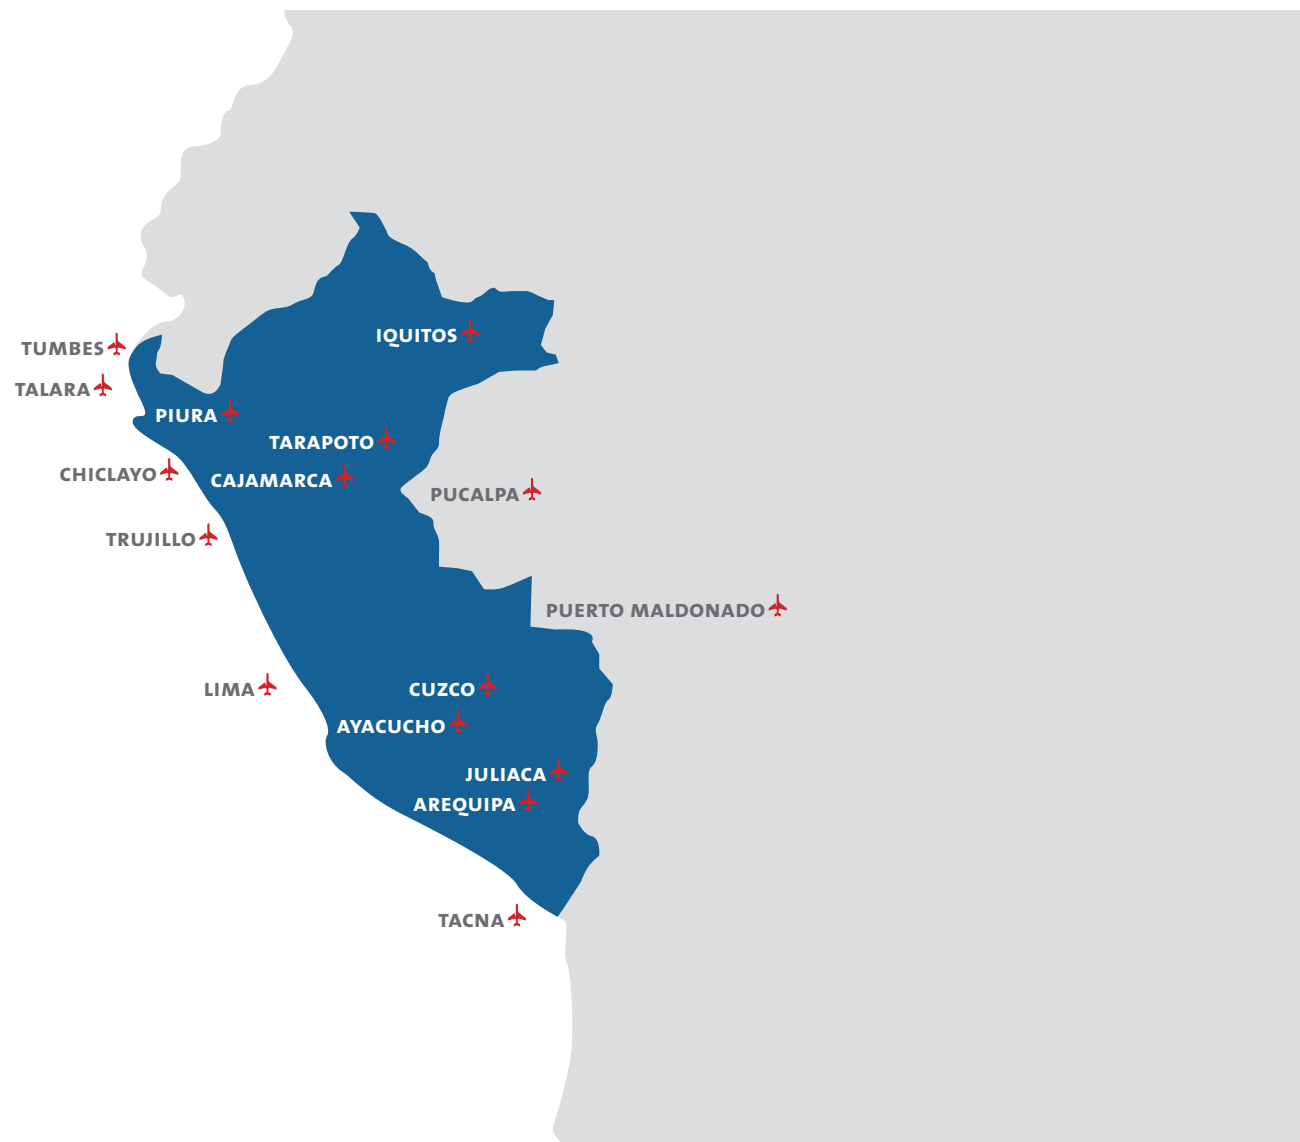 IQUITOS
TUMBES
TALARA
PIURA
TARAPOTO
CHICLAYO
CAJAMARCA
PUCALPA
TRUJILLO
PUERTO MALDONADO
LIMA
CUZCO
AYACUCHO
JULIACA
AREQUIPA
TACNA